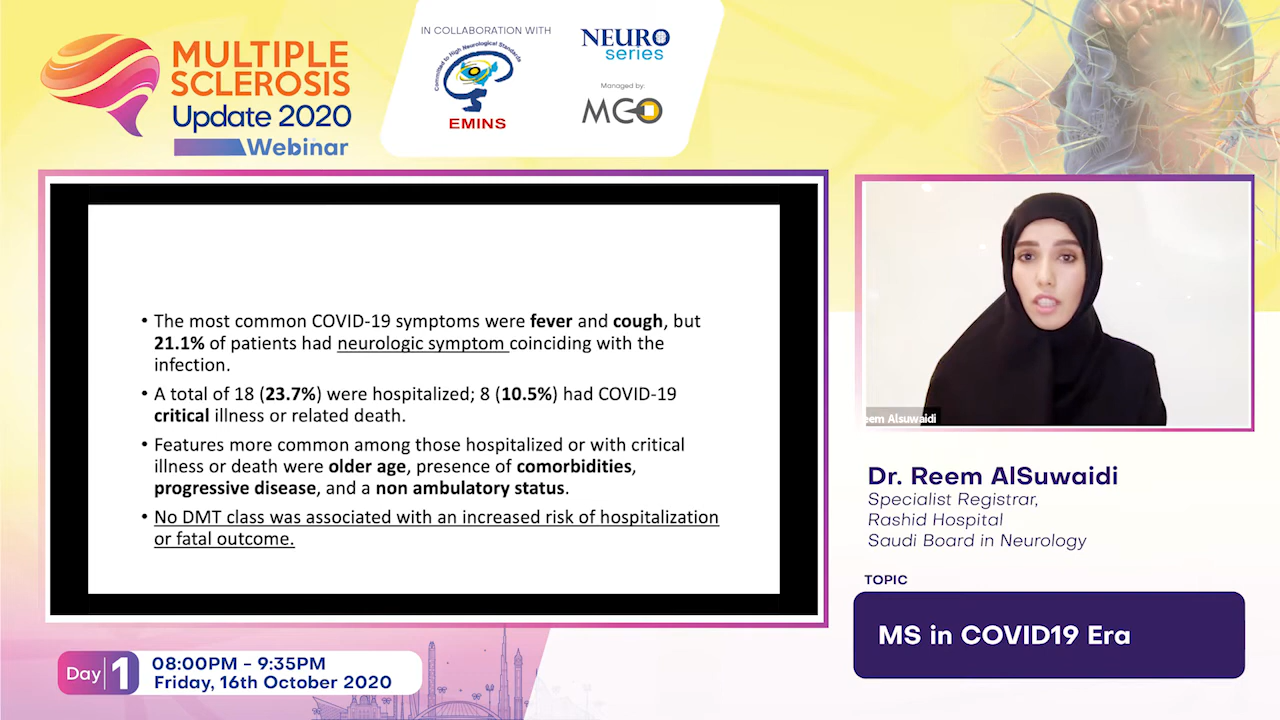 MULTIPLE
SCLEROSIS
Update 2020
Webinar
IN COLLABORATION WITH
Committed to High Neurological Standards
EMINS
NEURO
series
Managed by:
MCO
• The most common COVID-19 symptoms were fever and cough, but
21.1% of patients had neurologic symptom coinciding with the
infection.
• A total of 18 (23.7%) were hospitalized; 8 (10.5%) had COVID-19
critical illness or related death.
• Features more common among those hospitalized or with critical
illness or death were older age, presence of comorbidities,
progressive disease, and a non ambulatory status.
• No DMT class was associated with an increased risk of hospitalization
or fatal outcome.
eem Alsuwaidi
Dr. Reem AlSuwaidi
Specialist Registrar,
Rashid Hospital
Saudi Board in Neurology
TOPIC
MS in COVID19 Era
Day 1
08:00PM - 9:35PM
Friday, 16th October 2020